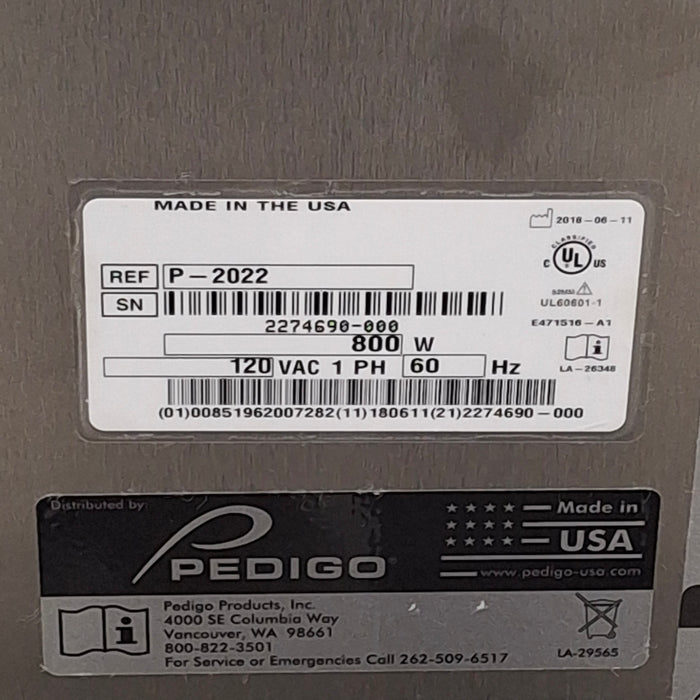 MADE IN THE USA
2018-06-11
CLASSIFIED
C UL US
REF P-2022
SN
UL60601-1
2274690-000
E471516-A1
800 W
120 VAC 1 PH 60 Hz
LA-26348
(01)00851962007282(11)180611(21)2274690-000
Distributed by:
Made in
USA
PEDIGO
www.pedigo-usa.com
Pedigo Products, Inc.
4000 SE Columbia Way
Vancouver, WA 98661
800-822-3501
For Service or Emergencies Call 262-509-6517
LA-29565